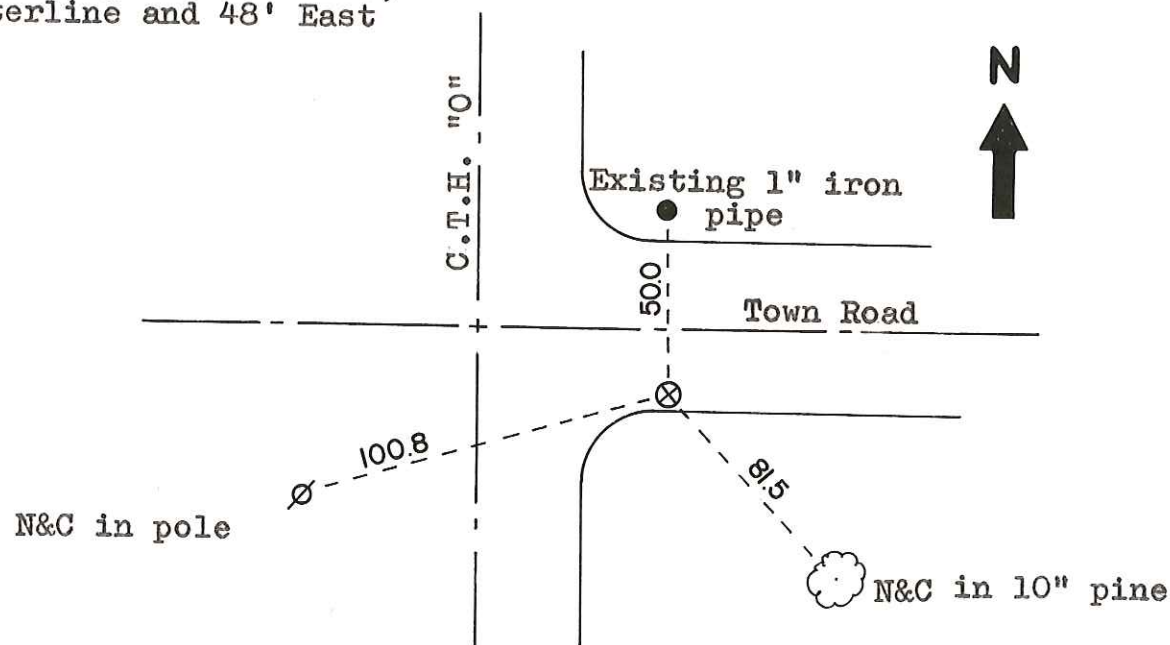 and 48' East
N
C.T.H. "O"
Existing 1" iron
pipe
50.0
Town Road
100.8
81.5
N&C in pole
N&C in 10" pine